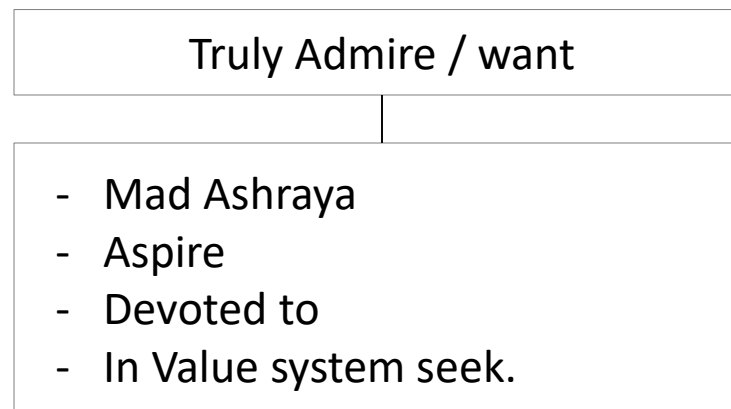 Truly Admire / want
- Mad Ashraya
- Aspire
- Devoted to
- In Value system seek.